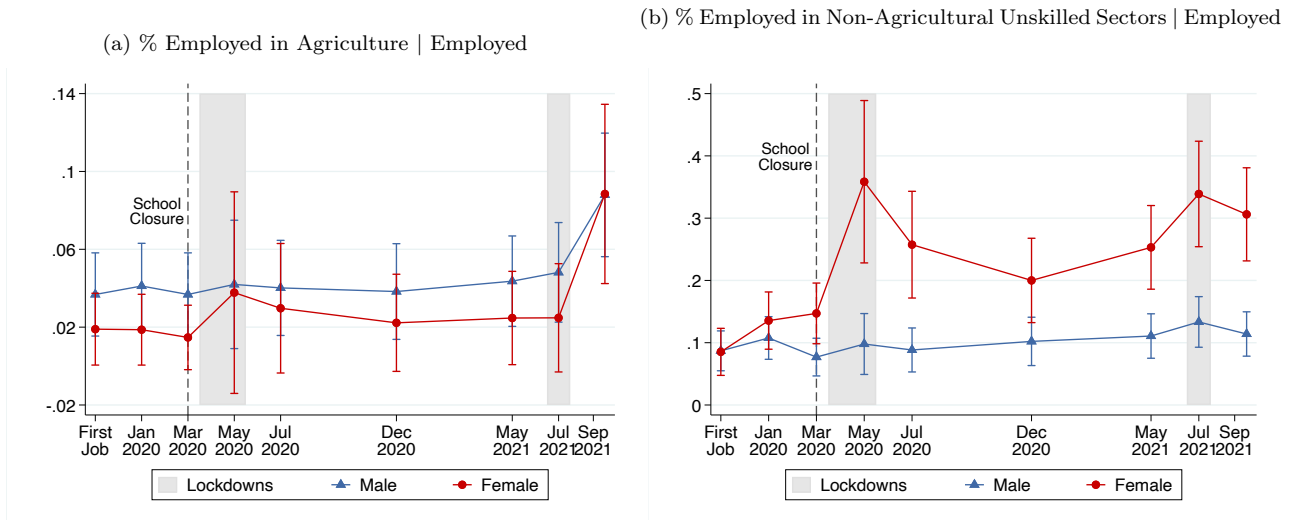 (a) % Employed in Agriculture | Employed
.14
.1
.06
.02
-.02
School
Closure
First
Job
Jan
2020
Mar
2020
May
2020
Jul
2020
Dec
2020
May
2021
Jul
2021
Sep
2021
Lockdowns
Male
Female
(b) % Employed in Non-Agricultural Unskilled Sectors | Employed
.5
.4
.3
.2
.1
0
School
Closure
First
Job
Jan
2020
Mar
2020
May
2020
Jul
2020
Dec
2020
May
2021
Jul
2021
Sep
2021
Lockdowns
Male
Female